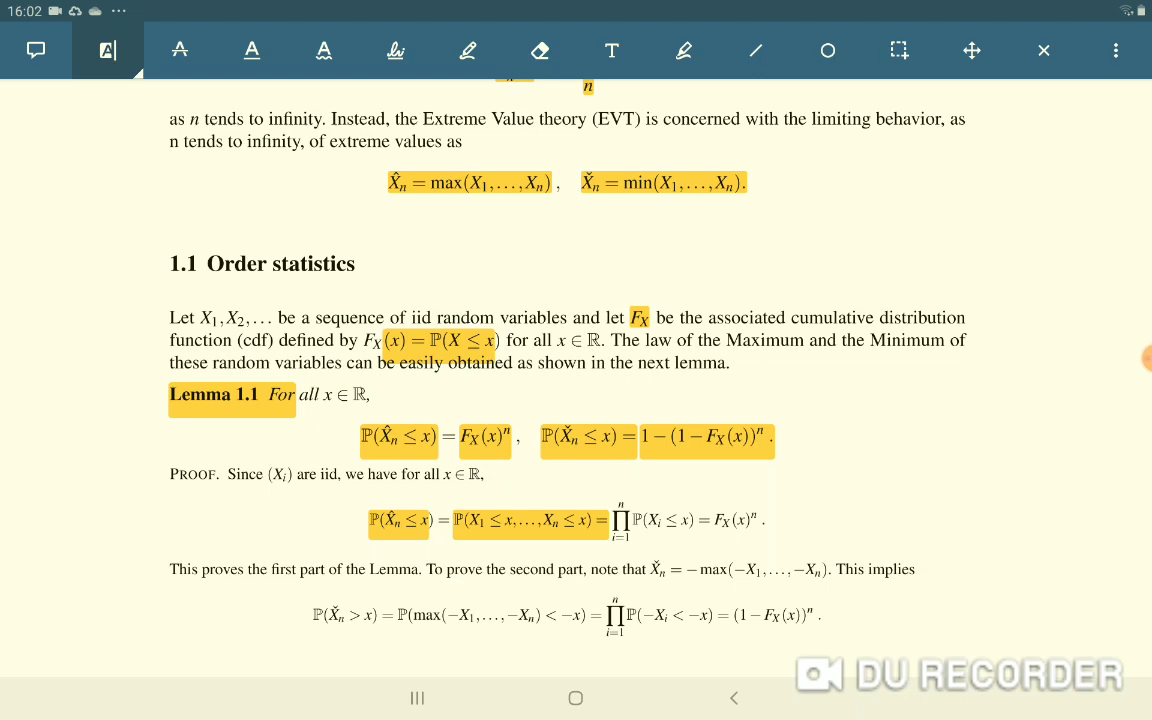 16:02
n
as n tends to infinity. Instead, the Extreme Value theory (EVT) is concerned with the limiting behavior, as
n tends to infinity, of extreme values as
X̂ₙ = max(X₁,…,Xₙ), X̌ₙ = min(X₁,…,Xₙ).
1.1 Order statistics
Let X₁,X₂,… be a sequence of iid random variables and let F_X be the associated cumulative distribution
function (cdf) defined by F_X(x) = ℙ(X ≤ x) for all x ∈ ℝ. The law of the Maximum and the Minimum of
these random variables can be easily obtained as shown in the next lemma.
Lemma 1.1 For all x ∈ ℝ,
ℙ(X̂ₙ ≤ x) = F_X(x)ⁿ, ℙ(X̌ₙ ≤ x) = 1−(1−F_X(x))ⁿ.
PROOF. Since (Xᵢ) are iid, we have for all x ∈ ℝ,
ℙ(X̂ₙ ≤ x) = ℙ(X₁ ≤ x,…,Xₙ ≤ x) = ∏ᵢ₌₁ⁿ ℙ(Xᵢ ≤ x) = F_X(x)ⁿ.
This proves the first part of the Lemma. To prove the second part, note that X̌ₙ = −max(−X₁,…,−Xₙ). This implies
ℙ(X̌ₙ > x) = ℙ(max(−X₁,…,−Xₙ) < −x) = ∏ᵢ₌₁ⁿ ℙ(−Xᵢ < −x) = (1−F_X(x))ⁿ.
DU RECORDER